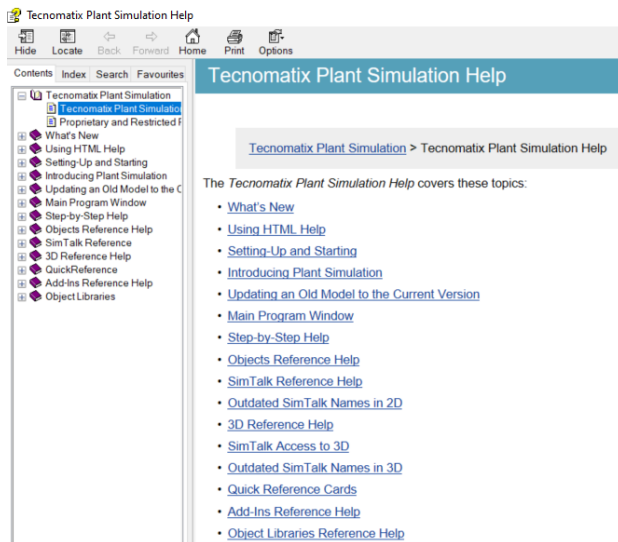 Tecnomatix Plant Simulation Help
Hide Locate Back Forward Home Print Options
Contents Index Search Favourites
Tecnomatix Plant Simulation
Tecnomatix Plant Simulation
Proprietary and Restricted R
What's New
Using HTML Help
Setting-Up and Starting
Introducing Plant Simulation
Updating an Old Model to the C
Main Program Window
Step-by-Step Help
Objects Reference Help
SimTalk Reference
3D Reference Help
QuickReference
Add-Ins Reference Help
Object Libraries
Tecnomatix Plant Simulation Help
Tecnomatix Plant Simulation > Tecnomatix Plant Simulation Help
The Tecnomatix Plant Simulation Help covers these topics:
• What's New
• Using HTML Help
• Setting-Up and Starting
• Introducing Plant Simulation
• Updating an Old Model to the Current Version
• Main Program Window
• Step-by-Step Help
• Objects Reference Help
• SimTalk Reference Help
• Outdated SimTalk Names in 2D
• 3D Reference Help
• SimTalk Access to 3D
• Outdated SimTalk Names in 3D
• Quick Reference Cards
• Add-Ins Reference Help
• Object Libraries Reference Help